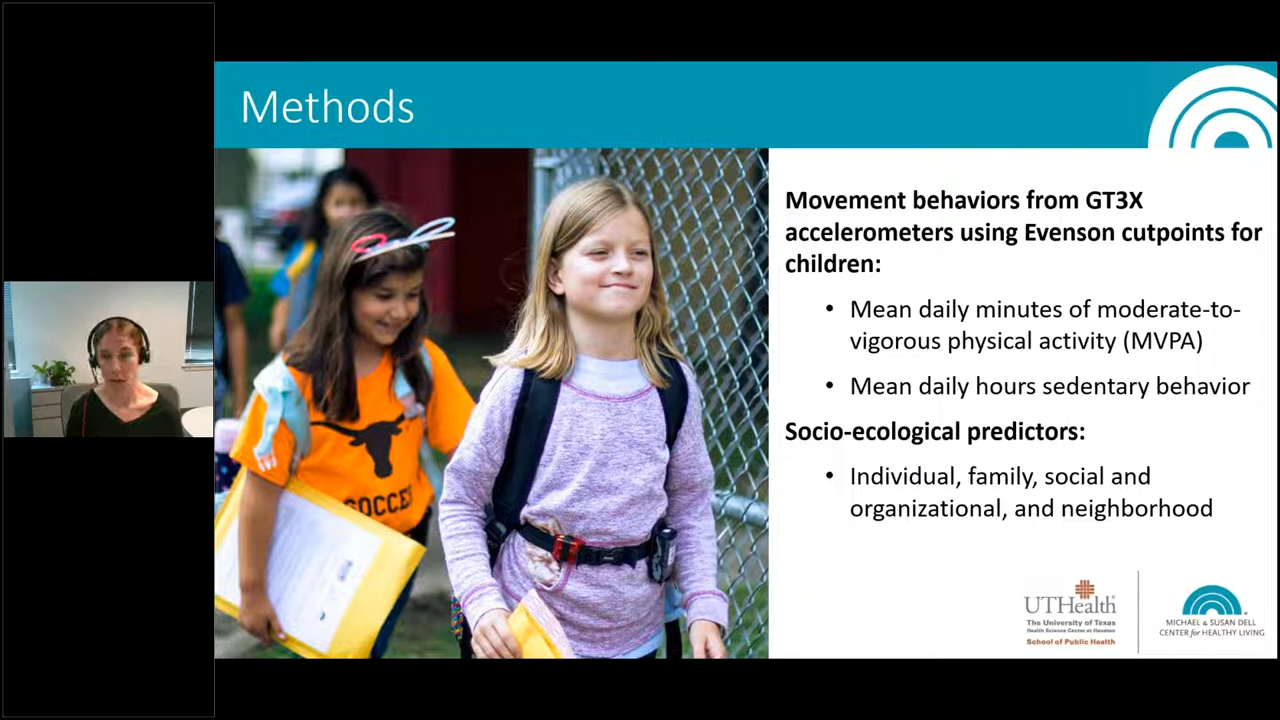 Methods
Movement behaviors from GT3X
accelerometers using Evenson cutpoints for
children:
• Mean daily minutes of moderate-to-
vigorous physical activity (MVPA)
• Mean daily hours sedentary behavior
Socio-ecological predictors:
• Individual, family, social and
organizational, and neighborhood
SOCCER
UTHealth
The University of Texas
Health Science Center at Houston
School of Public Health
MICHAEL & SUSAN DELL
CENTER for HEALTHY LIVING